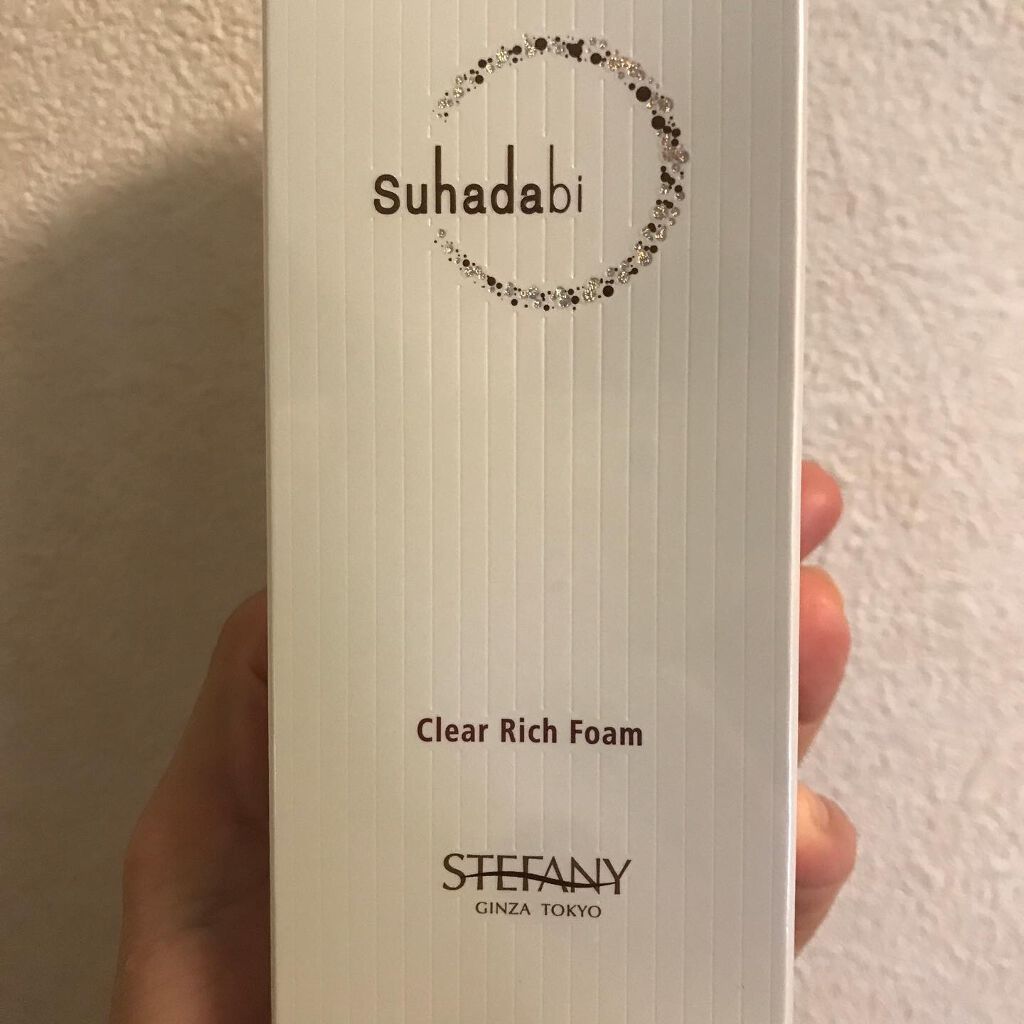 Suhadabi
Clear Rich Foam
STEFANY
GINZA TOKYO